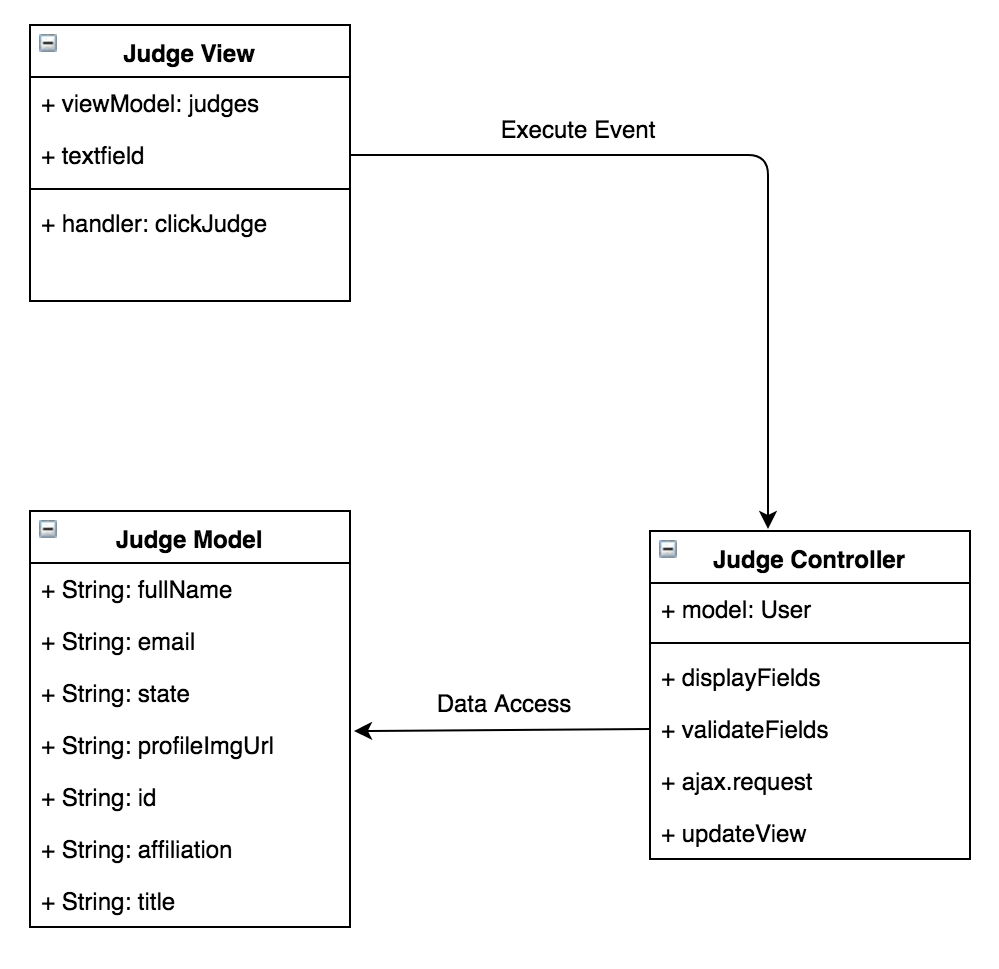 Judge View
+ viewModel: judges
+ textfield
+ handler: clickJudge
Execute Event
Judge Model
+ String: fullName
+ String: email
+ String: state
+ String: profileImgUrl
+ String: id
+ String: affiliation
+ String: title
Data Access
Judge Controller
+ model: User
+ displayFields
+ validateFields
+ ajax.request
+ updateView